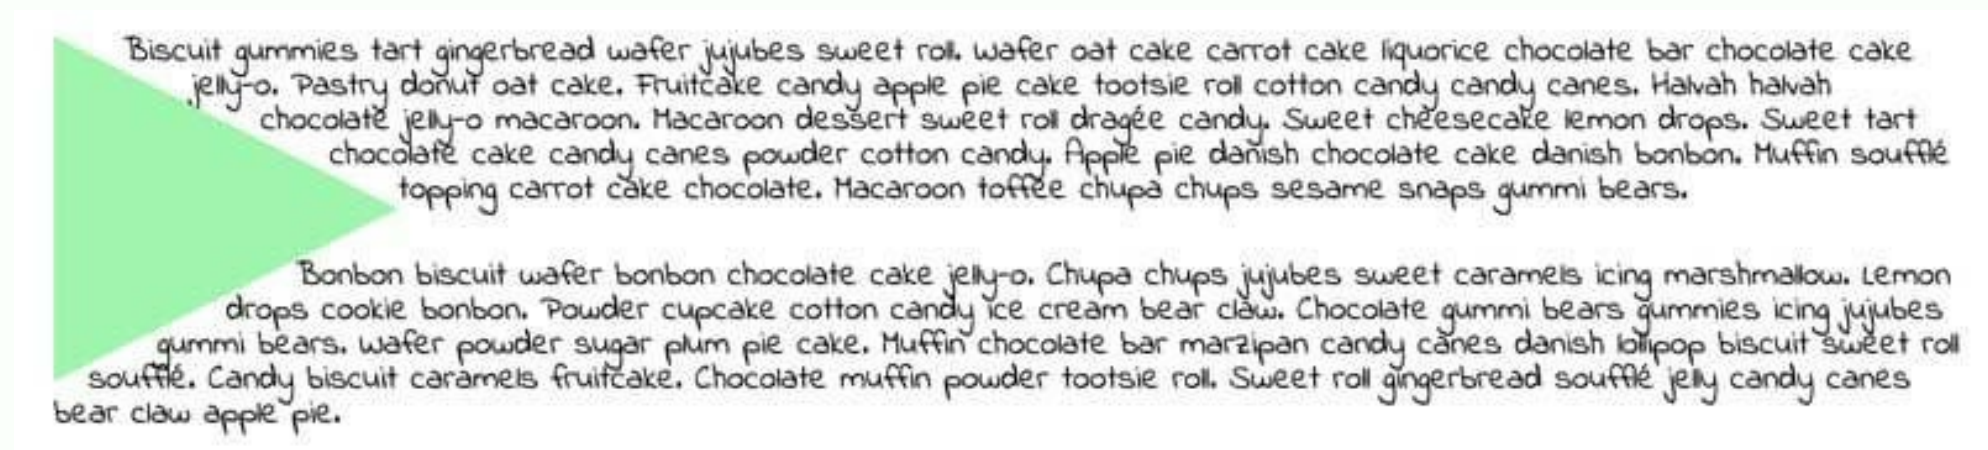 Biscuit gummies tart gingerbread wafer jujubes sweet roll. Wafer oat cake carrot cake liquorice chocolate bar chocolate cake
jelly-o. Pastry donut oat cake. Fruitcake candy apple pie cake tootsie roll cotton candy candy canes. Halvah halvah
chocolate jelly-o macaroon. Macaroon dessert sweet roll dragée candy. Sweet cheesecake lemon drops. Sweet tart
chocolate cake candy canes powder cotton candy. Apple pie danish chocolate cake danish bonbon. Muffin soufflé
topping carrot cake chocolate. Macaroon toffee chupa chups sesame snaps gummi bears.
Bonbon biscuit wafer bonbon chocolate cake jelly-o. Chupa chups jujubes sweet caramels icing marshmallow. Lemon
drops cookie bonbon. Powder cupcake cotton candy ice cream bear claw. Chocolate gummi bears gummies icing jujubes
gummi bears. Wafer powder sugar plum pie cake. Muffin chocolate bar marzipan candy canes danish lollipop biscuit sweet roll
soufflé. Candy biscuit caramels fruitcake. Chocolate muffin powder tootsie roll. Sweet roll gingerbread soufflé jelly candy canes
bear claw apple pie.